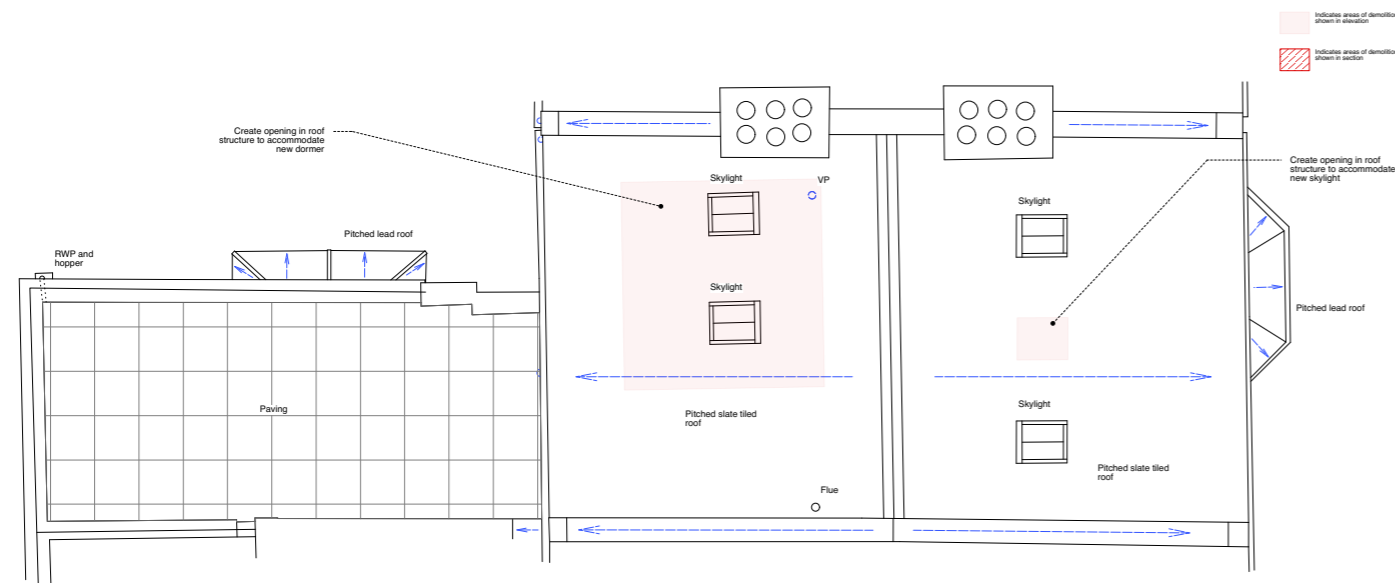 Indicates areas of demolition
shown in elevation
Indicates areas of demolition
shown in section
Create opening in roof
structure to accommodate
new dormer
Create opening in roof
structure to accommodate
new skylight
Skylight
VP
Skylight
Pitched lead roof
RWP and
hopper
Skylight
Pitched lead roof
Paving
Skylight
Pitched slate tiled
roof
Pitched slate tiled
roof
Flue